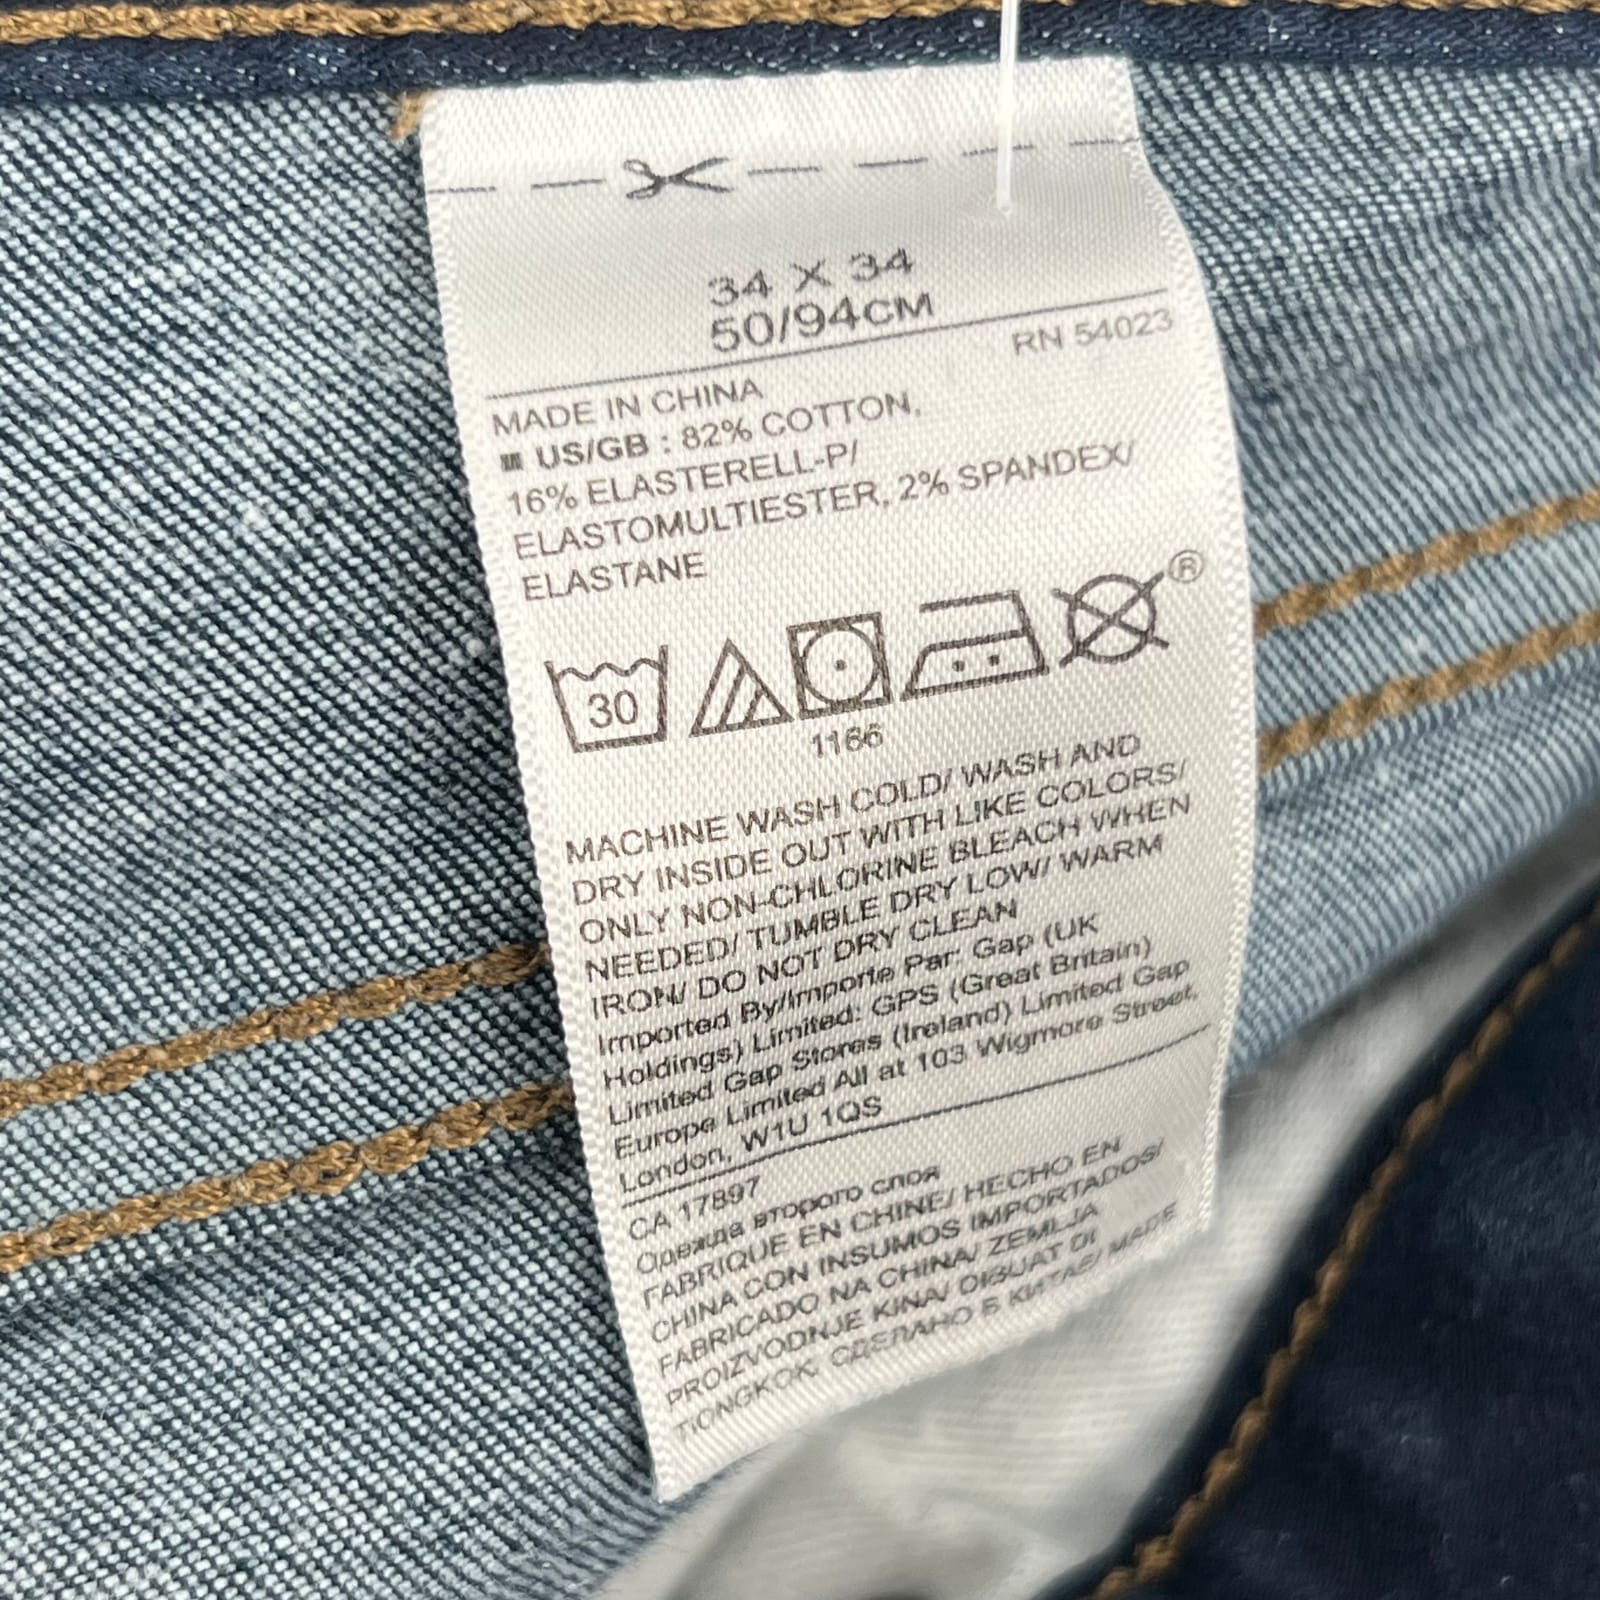 34 X 34
50/94CM
RN 54023
MADE IN CHINA
US/GB : 82% COTTON,
16% ELASTERELL-P/
ELASTOMULTIESTER, 2% SPANDEX/
ELASTANE
30
®
1166
MACHINE WASH COLD/ WASH AND
DRY INSIDE OUT WITH LIKE COLORS/
ONLY NON-CHLORINE BLEACH WHEN
NEEDED/ TUMBLE DRY LOW/ WARM
IRON/ DO NOT DRY CLEAN
Imported By/Importe Par: Gap (UK
Holdings) Limited: GPS (Great Britain)
Limited Gap Stores (Ireland) Limited Gap
Europe Limited All at 103 Wigmore Street,
London, W1U 1QS
CA 17897
Одежда второго слоя
FABRIQUE EN CHINE/ HECHO EN
CHINA CON INSUMOS IMPORTADOS/
FABRICADO NA CHINA/ ZEMLJA
PROIZVODNJE KINA/ DIBUAT DI
TIONGKOK, СДЕЛАНО В КИТАЕ/ MADE